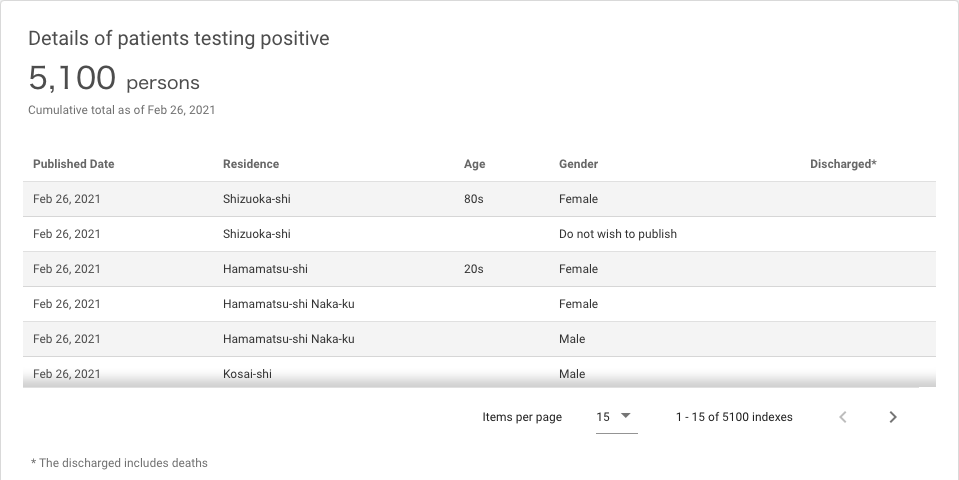 Details of patients testing positive
5,100 persons
Cumulative total as of Feb 26, 2021
Published Date Residence Age Gender Discharged*
Feb 26, 2021 Shizuoka-shi 80s Female
Feb 26, 2021 Shizuoka-shi Do not wish to publish
Feb 26, 2021 Hamamatsu-shi 20s Female
Feb 26, 2021 Hamamatsu-shi Naka-ku Female
Feb 26, 2021 Hamamatsu-shi Naka-ku Male
Feb 26, 2021 Kosai-shi Male
Items per page 15 1 - 15 of 5100 indexes
* The discharged includes deaths